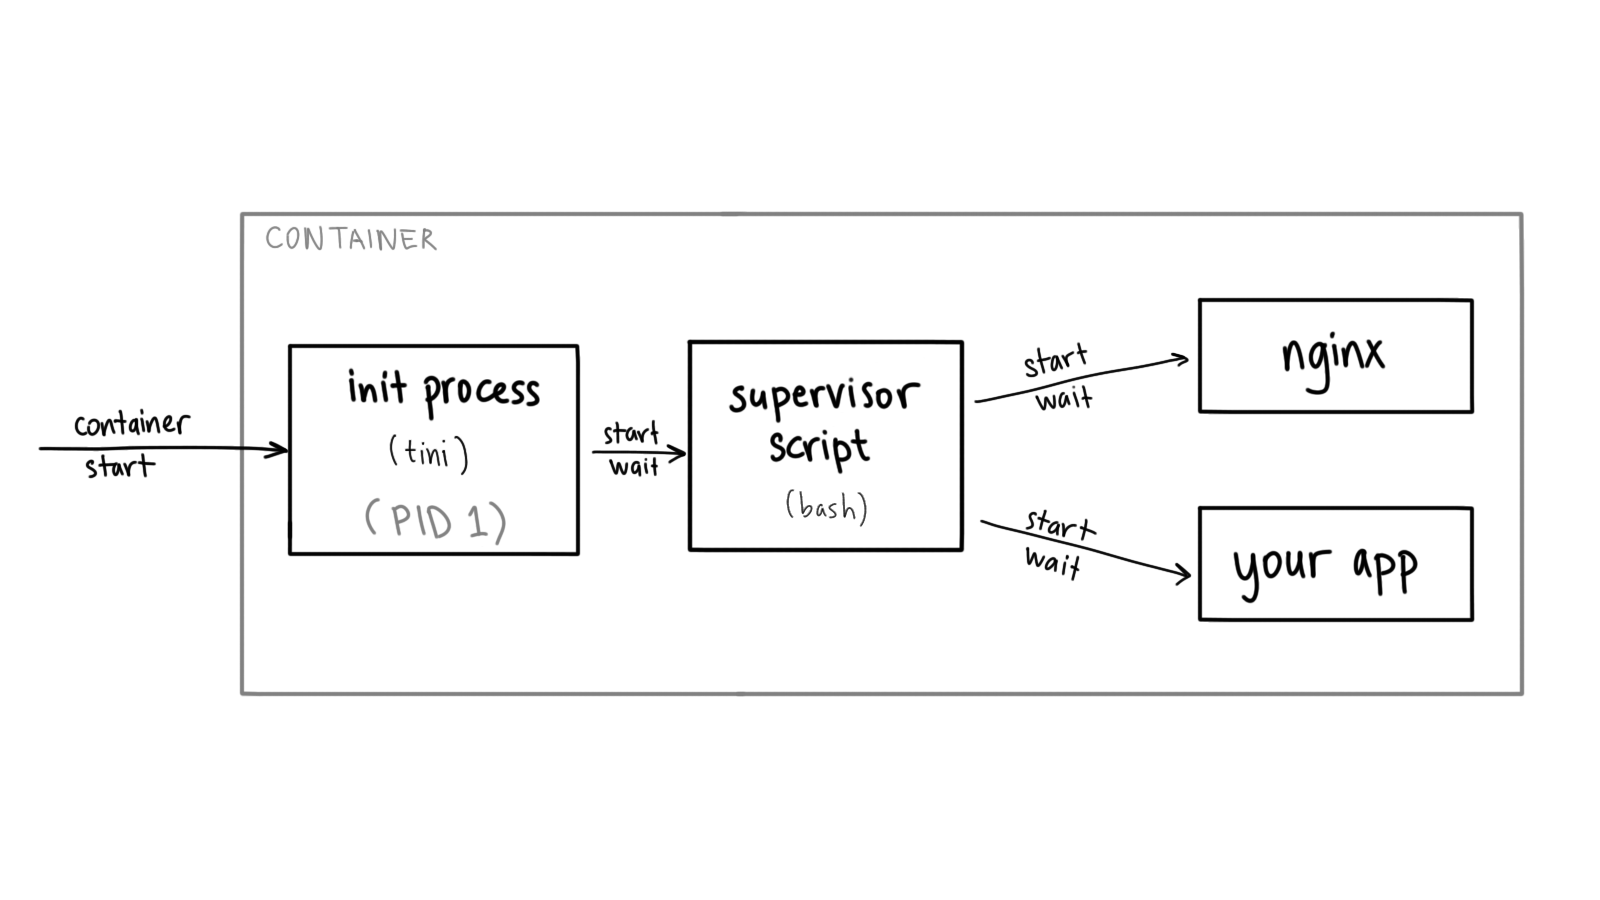 CONTAINER
container
start
init process
(tini)
(PID 1)
start
wait
supervisor
script
(bash)
start
wait
nginx
start
wait
your app